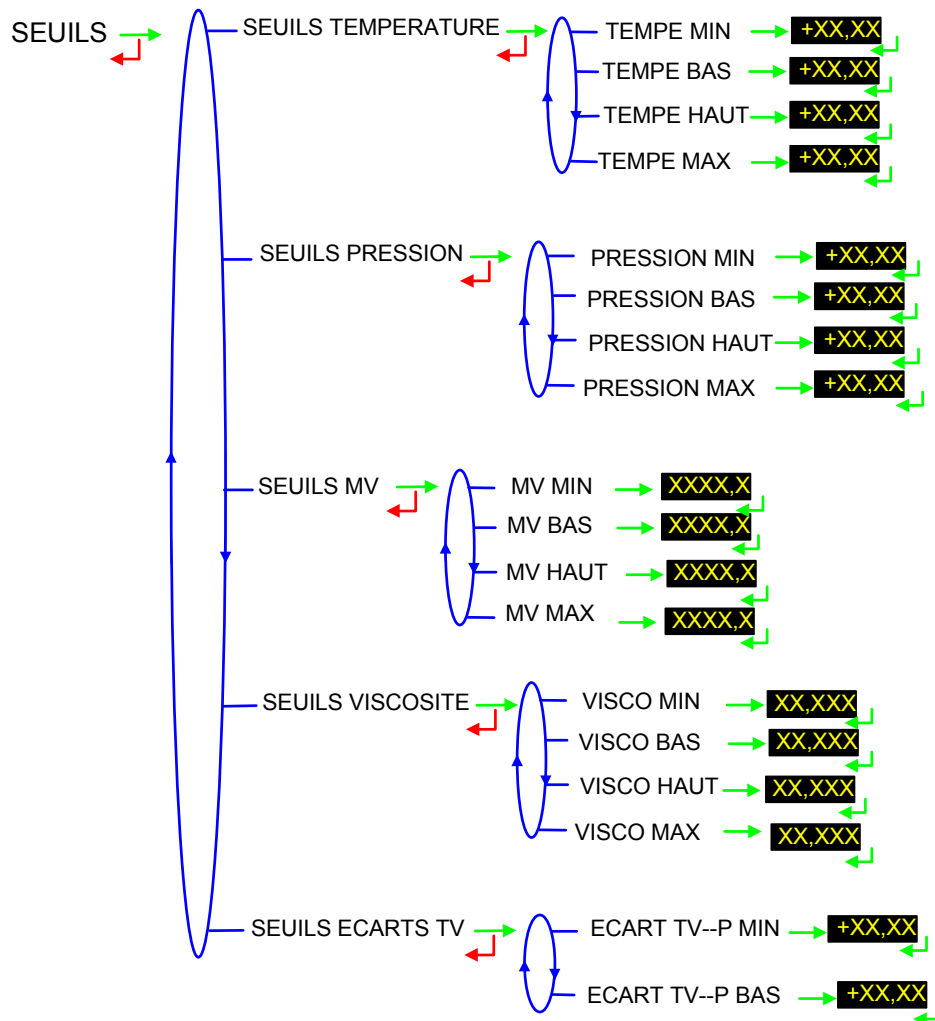 SEUILS
SEUILS TEMPERATURE
TEMPE MIN +XX,XX
TEMPE BAS +XX,XX
TEMPE HAUT +XX,XX
TEMPE MAX +XX,XX
SEUILS PRESSION
PRESSION MIN +XX,XX
PRESSION BAS +XX,XX
PRESSION HAUT +XX,XX
PRESSION MAX +XX,XX
SEUILS MV
MV MIN XXXX,X
MV BAS XXXX,X
MV HAUT XXXX,X
MV MAX XXXX,X
SEUILS VISCOSITE
VISCO MIN XX,XXX
VISCO BAS XX,XXX
VISCO HAUT XX,XXX
VISCO MAX XX,XXX
SEUILS ECARTS TV
ECART TV--P MIN +XX,XX
ECART TV--P BAS +XX,XX